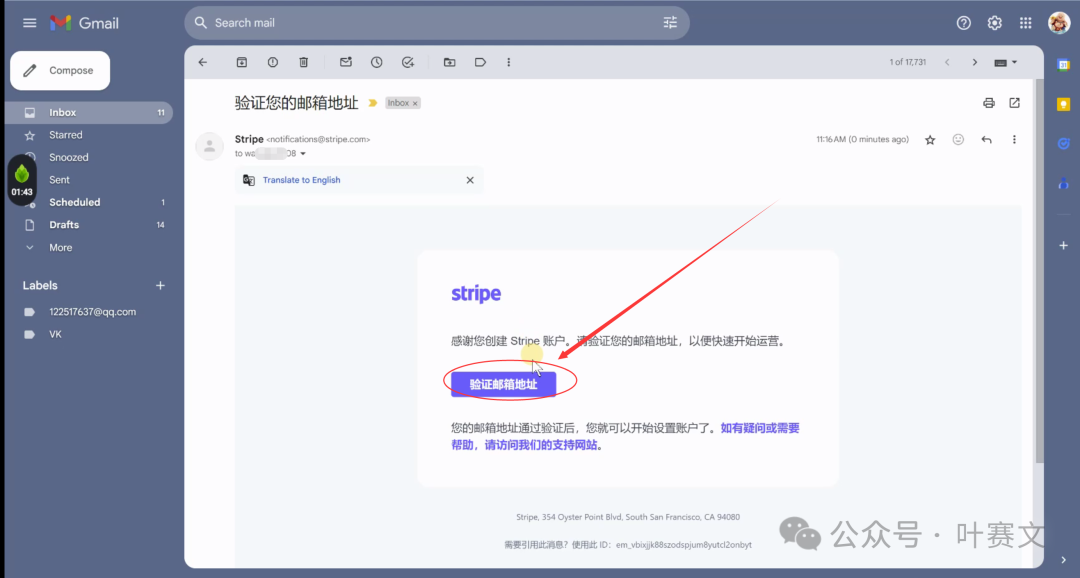 Gmail
Search mail
Compose
1 of 17,731
Inbox 11
Starred
Snoozed
Sent
Scheduled 1
Drafts 14
More
01:43
Labels
122517637@qq.com
VK
验证您的邮箱地址
Inbox ×
Stripe <notifications@stripe.com>
11:16 AM (0 minutes ago)
to wa 08
Translate to English
stripe
感谢您创建 Stripe 账户。请验证您的邮箱地址，以便快速开始运营。
验证邮箱地址
您的邮箱地址通过验证后，您就可以开始设置账户了。如有疑问或需要
帮助，请访问我们的支持网站。
Stripe, 354 Oyster Point Blvd, South San Francisco, CA 94080
需要引用此消息？使用此 ID：em_vbixjjk88szodspjum8yutcl2onbyt
公众号 · 叶赛文